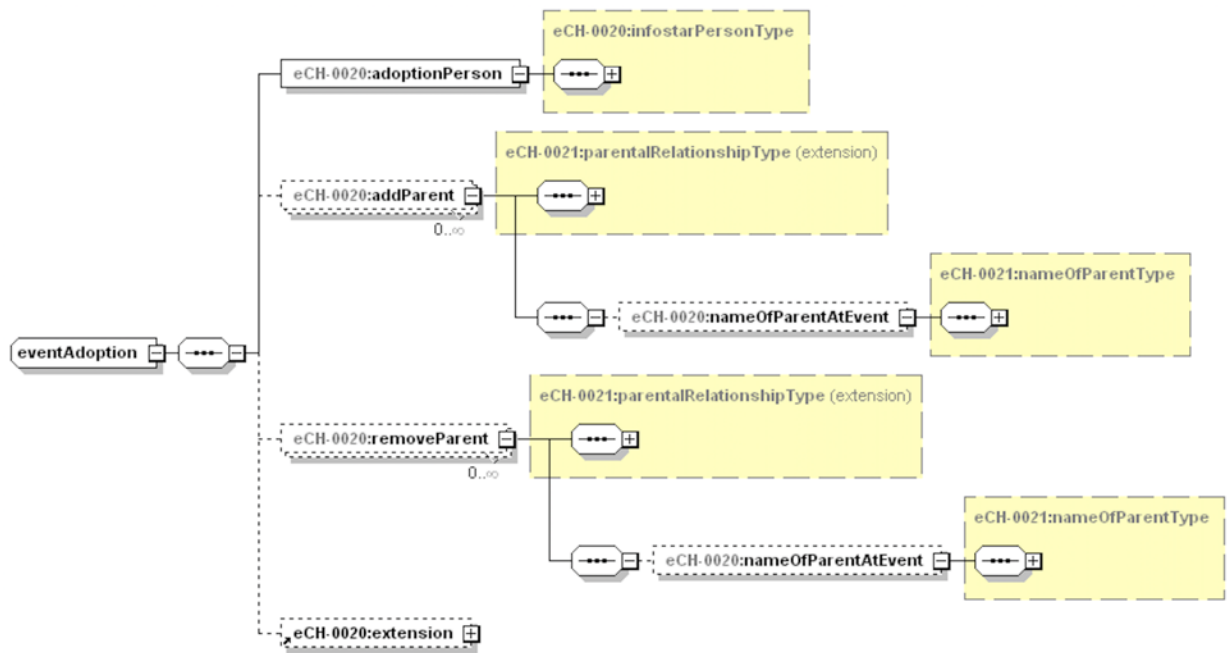 eCH-0020:infostarPersonType
eCH-0020:adoptionPerson
eCH-0021:parentalRelationshipType (extension)
eCH-0020:addParent
0..∞
eCH-0021:nameOfParentType
eCH-0020:nameOfParentAtEvent
eventAdoption
eCH-0021:parentalRelationshipType (extension)
eCH-0020:removeParent
0..∞
eCH-0021:nameOfParentType
eCH-0020:nameOfParentAtEvent
eCH-0020:extension